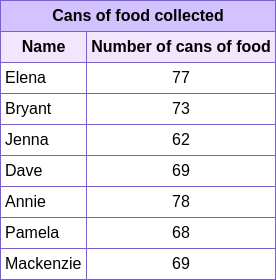 Cans of food collected
Name Number of cans of food
Elena 77
Bryant 73
Jenna 62
Dave 69
Annie 78
Pamela 68
Mackenzie 69